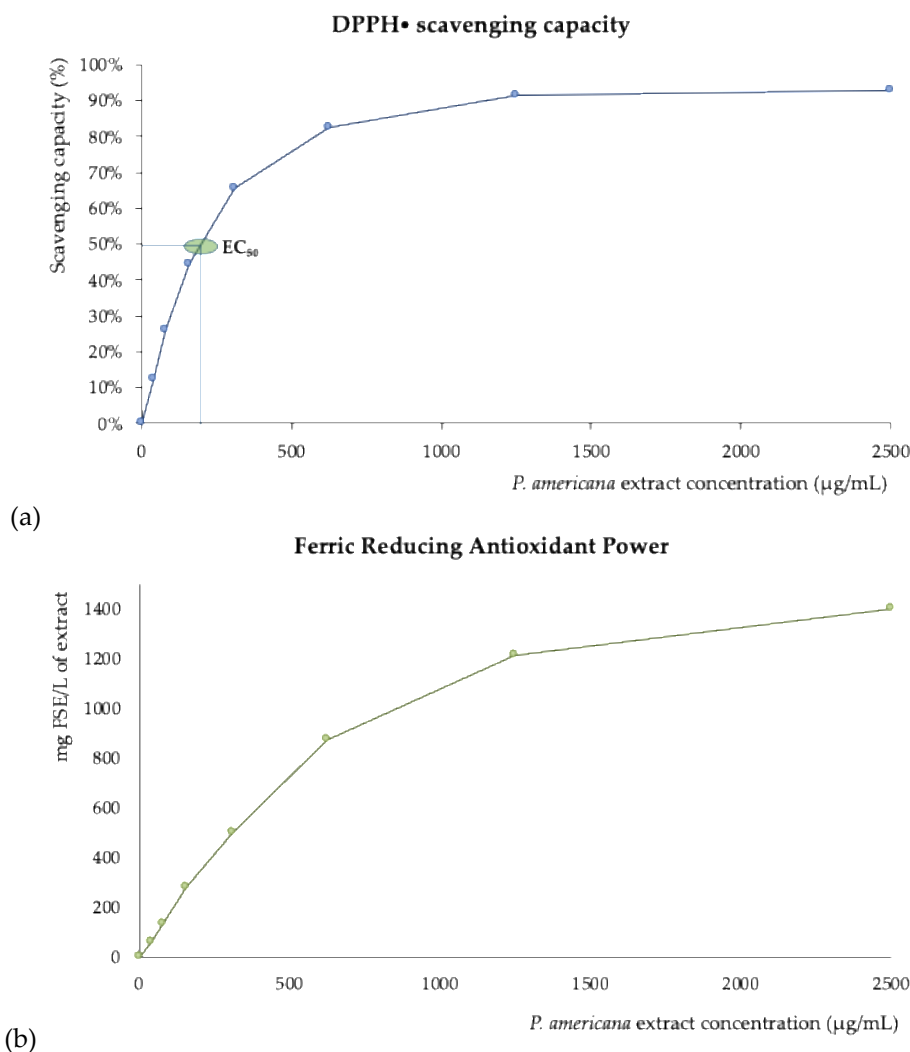 DPPH• scavenging capacity
Scavenging capacity (%)
100%
90%
80%
70%
60%
50%
40%
30%
20%
10%
0%
EC₅₀
0 500 1000 1500 2000 2500
P. americana extract concentration (µg/mL)
(a)
Ferric Reducing Antioxidant Power
mg FSE/L of extract
1400
1200
1000
800
600
400
200
0
0 500 1000 1500 2000 2500
P. americana extract concentration (µg/mL)
(b)